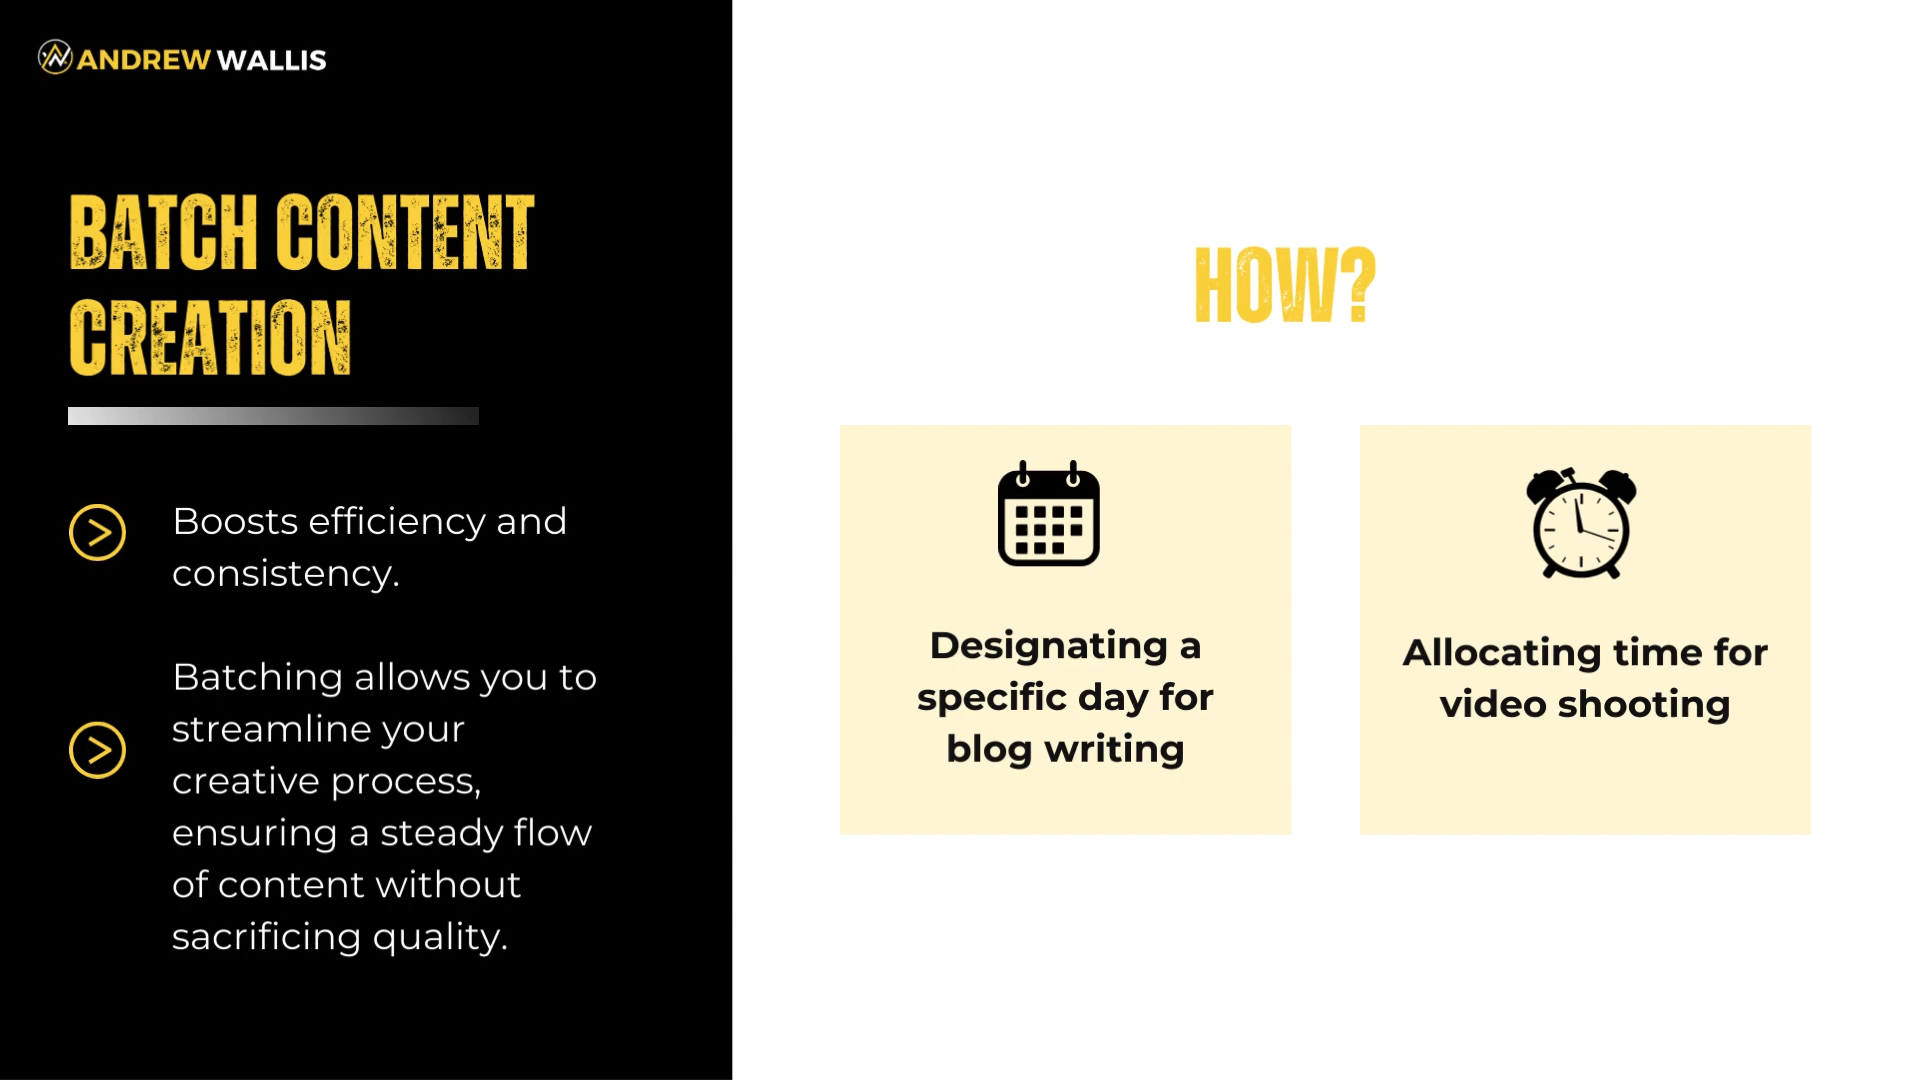 ANDREW WALLIS
BATCH CONTENT
CREATION
Boosts efficiency and
consistency.
Batching allows you to
streamline your
creative process,
ensuring a steady flow
of content without
sacrificing quality.
HOW?
Designating a
specific day for
blog writing
Allocating time for
video shooting